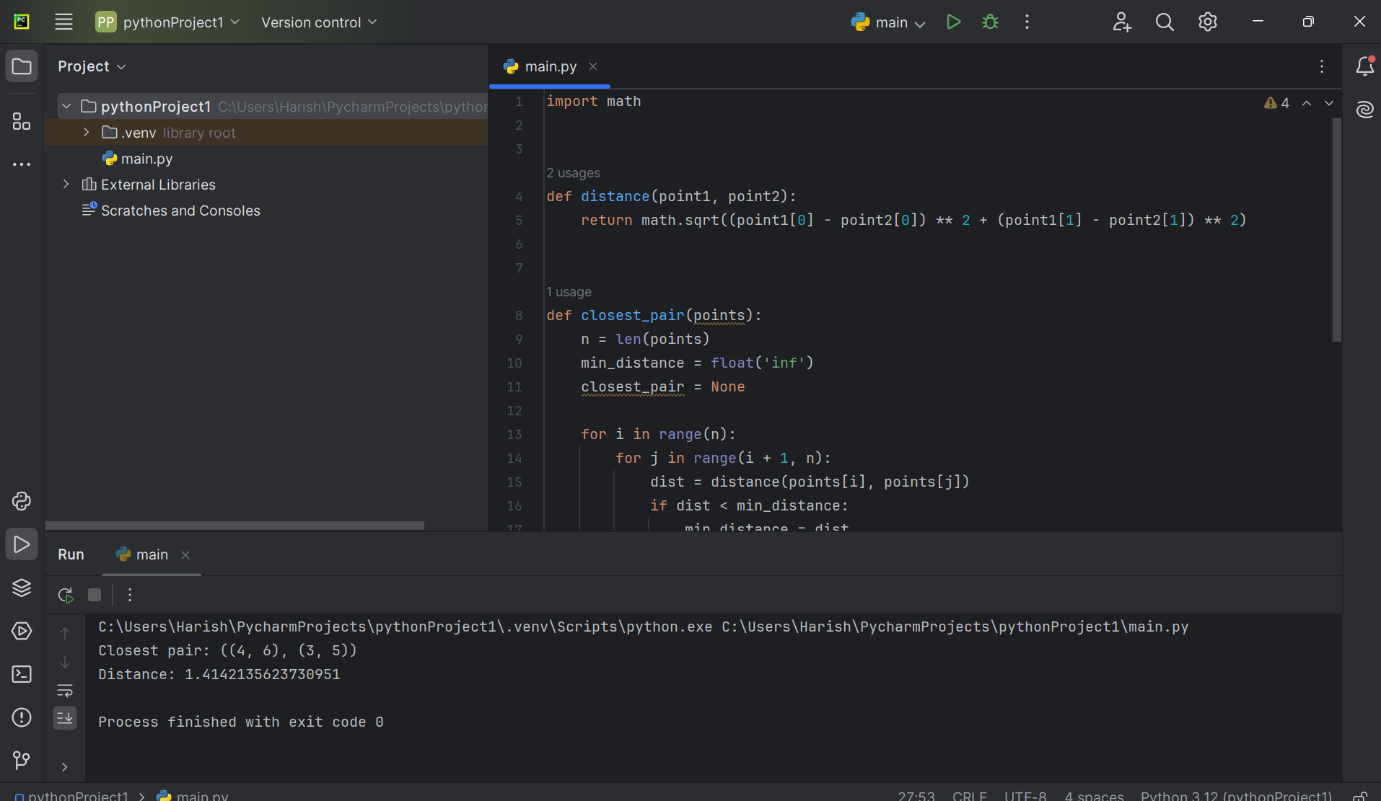 PC
PP pythonProject1 Version control main
Project
main.py
pythonProject1 C:\Users\Harish\PycharmProjects\python
.venv library root
main.py
External Libraries
Scratches and Consoles
4
1 import math
2
3
2 usages
4 def distance(point1, point2):
5 return math.sqrt((point1[0] - point2[0]) ** 2 + (point1[1] - point2[1]) ** 2)
6
7
1 usage
8 def closest_pair(points):
9 n = len(points)
10 min_distance = float('inf')
11 closest_pair = None
12
13 for i in range(n):
14 for j in range(i + 1, n):
15 dist = distance(points[i], points[j])
16 if dist < min_distance:
17 min_distance = dist
Run main
C:\Users\Harish\PycharmProjects\pythonProject1\.venv\Scripts\python.exe C:\Users\Harish\PycharmProjects\pythonProject1\main.py
Closest pair: ((4, 6), (3, 5))
Distance: 1.4142135623730951
Process finished with exit code 0
pythonProject1 > main.py 27:53 CRLF UTF-8 4 spaces Python 3.12 (pythonProject1)